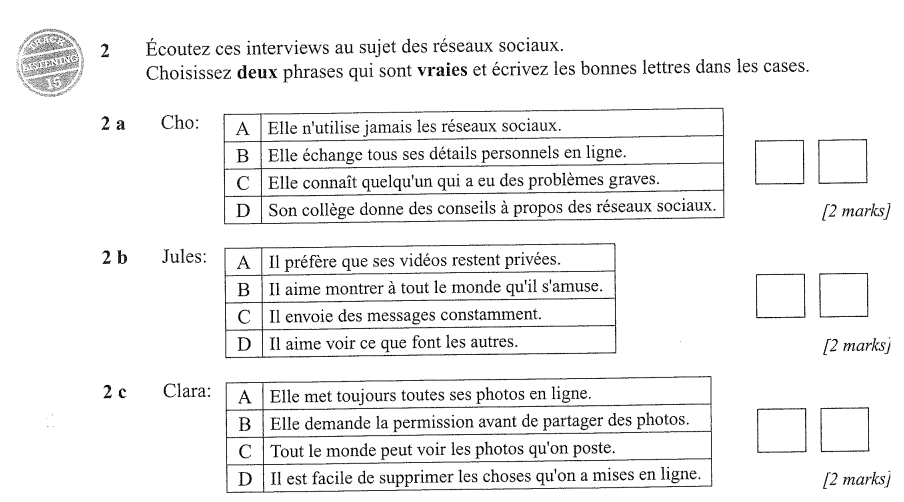 QUICK
LISTENING
15
2 Écoutez ces interviews au sujet des réseaux sociaux.
Choisissez deux phrases qui sont vraies et écrivez les bonnes lettres dans les cases.
2 a Cho:
A Elle n'utilise jamais les réseaux sociaux.
B Elle échange tous ses détails personnels en ligne.
C Elle connaît quelqu'un qui a eu des problèmes graves.
D Son collège donne des conseils à propos des réseaux sociaux.
[2 marks]
2 b Jules:
A Il préfère que ses vidéos restent privées.
B Il aime montrer à tout le monde qu'il s'amuse.
C Il envoie des messages constamment.
D Il aime voir ce que font les autres.
[2 marks]
2 c Clara:
A Elle met toujours toutes ses photos en ligne.
B Elle demande la permission avant de partager des photos.
C Tout le monde peut voir les photos qu'on poste.
D Il est facile de supprimer les choses qu'on a mises en ligne.
[2 marks]